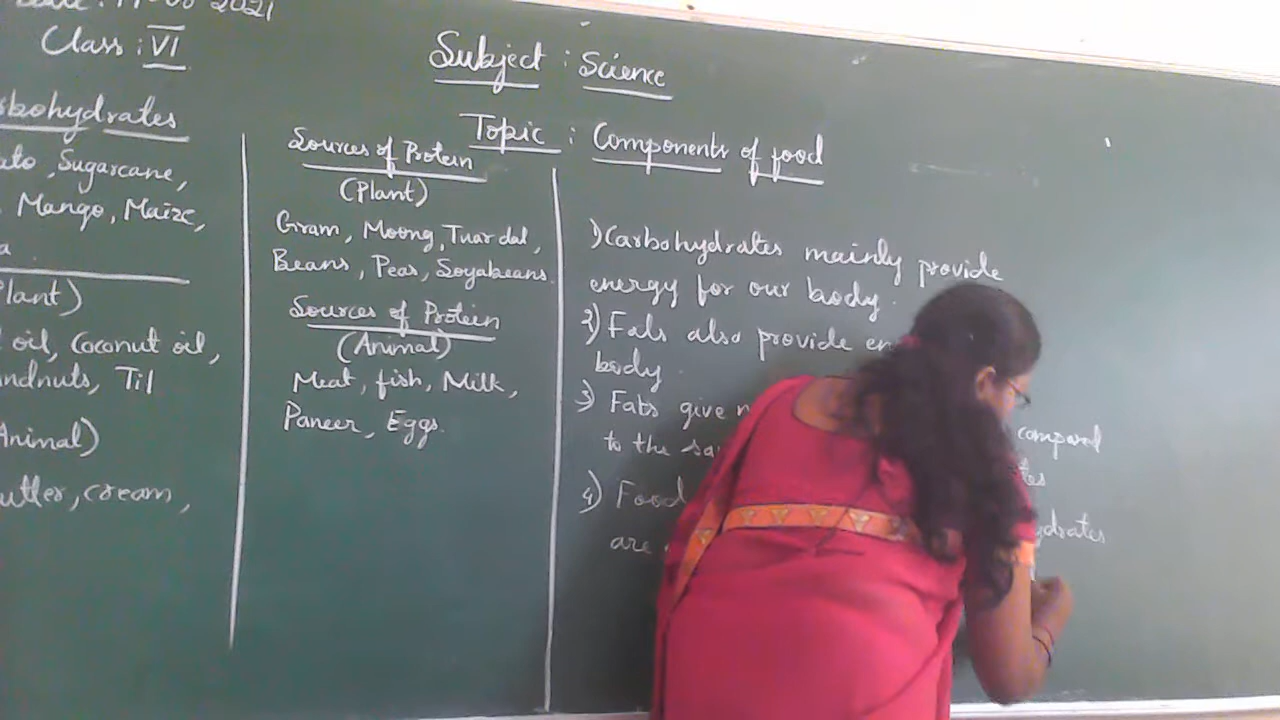 2021
Class : VI
Subject : Science
Topic : Components of food
bohydrates
ato, Sugarcane,
Mango, Maize,
a
Plant)
oil, Coconut oil,
ndnuts, Til
Animal)
utter, cream,
Sources of Protein
(Plant)
Gram, Moong, Tuar dal,
Beans, Peas, Soyabeans.
Sources of Protein
(Animal)
Meat, fish, Milk,
Paneer, Eggs.
1) Carbohydrates mainly provide
energy for our body.
2) Fats also provide en
body.
3) Fats give compared
to the sa tes
4) Food ydrates
are